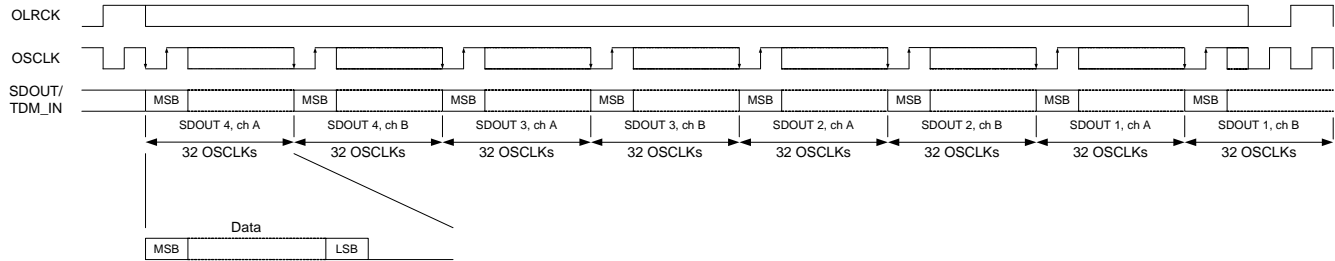 OLRCK
OSCLK
SDOUT/
TDM_IN
MSB MSB MSB MSB MSB MSB MSB MSB
SDOUT 4, ch A SDOUT 4, ch B SDOUT 3, ch A SDOUT 3, ch B SDOUT 2, ch A SDOUT 2, ch B SDOUT 1, ch A SDOUT 1, ch B
32 OSCLKs 32 OSCLKs 32 OSCLKs 32 OSCLKs 32 OSCLKs 32 OSCLKs 32 OSCLKs 32 OSCLKs
Data
MSB LSB